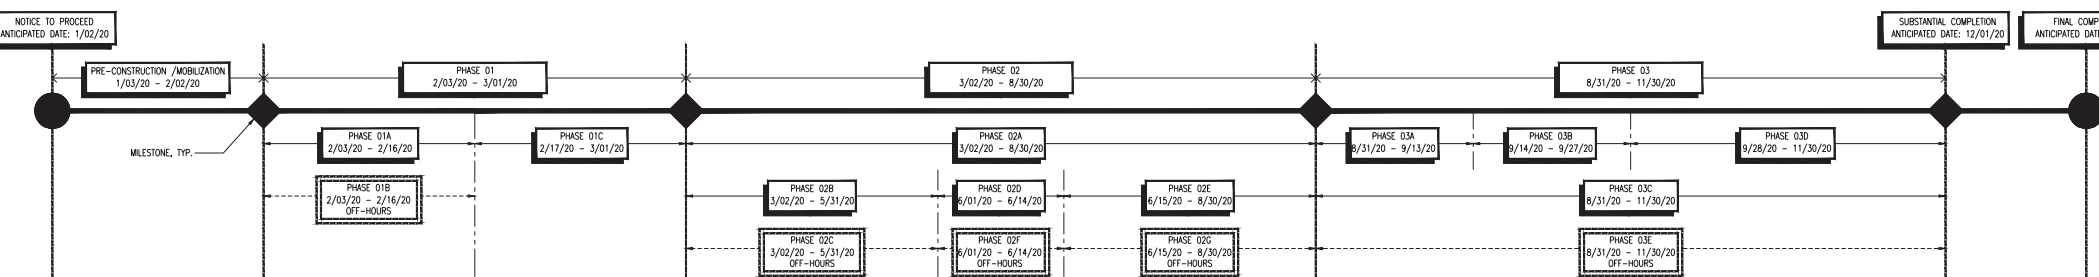 NOTICE TO PROCEED
ANTICIPATED DATE: 1/02/20
SUBSTANTIAL COMPLETION
ANTICIPATED DATE: 12/01/20
FINAL
ANTICIPATED
PRE-CONSTRUCTION /MOBILIZATION
1/03/20 - 2/02/20
PHASE 01
2/03/20 - 3/01/20
PHASE 02
3/02/20 - 8/30/20
PHASE 03
8/31/20 - 11/30/20
MILESTONE, TYP.
PHASE 01A
2/03/20 - 2/16/20
PHASE 01C
2/17/20 - 3/01/20
PHASE 02A
3/02/20 - 8/30/20
PHASE 03A
8/31/20 - 9/13/20
PHASE 03B
9/14/20 - 9/27/20
PHASE 03D
9/28/20 - 11/30/20
PHASE 01B
2/03/20 - 2/16/20
OFF-HOURS
PHASE 02B
3/02/20 - 5/31/20
PHASE 02D
6/01/20 - 6/14/20
PHASE 02E
6/15/20 - 8/30/20
PHASE 03C
8/31/20 - 11/30/20
PHASE 02C
3/02/20 - 5/31/20
OFF-HOURS
PHASE 02F
6/01/20 - 6/14/20
OFF-HOURS
PHASE 02G
6/15/20 - 8/30/20
OFF-HOURS
PHASE 03E
8/31/20 - 11/30/20
OFF-HOURS